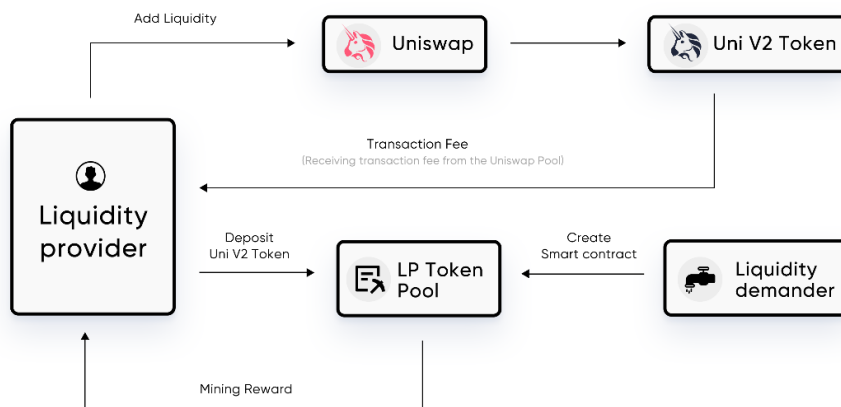 Add Liquidity
Uniswap
Uni V2 Token
Transaction Fee
(Receiving transaction fee from the Uniswap Pool)
Liquidity
provider
Deposit
Uni V2 Token
LP Token
Pool
Create
Smart contract
Liquidity
demander
Mining Reward